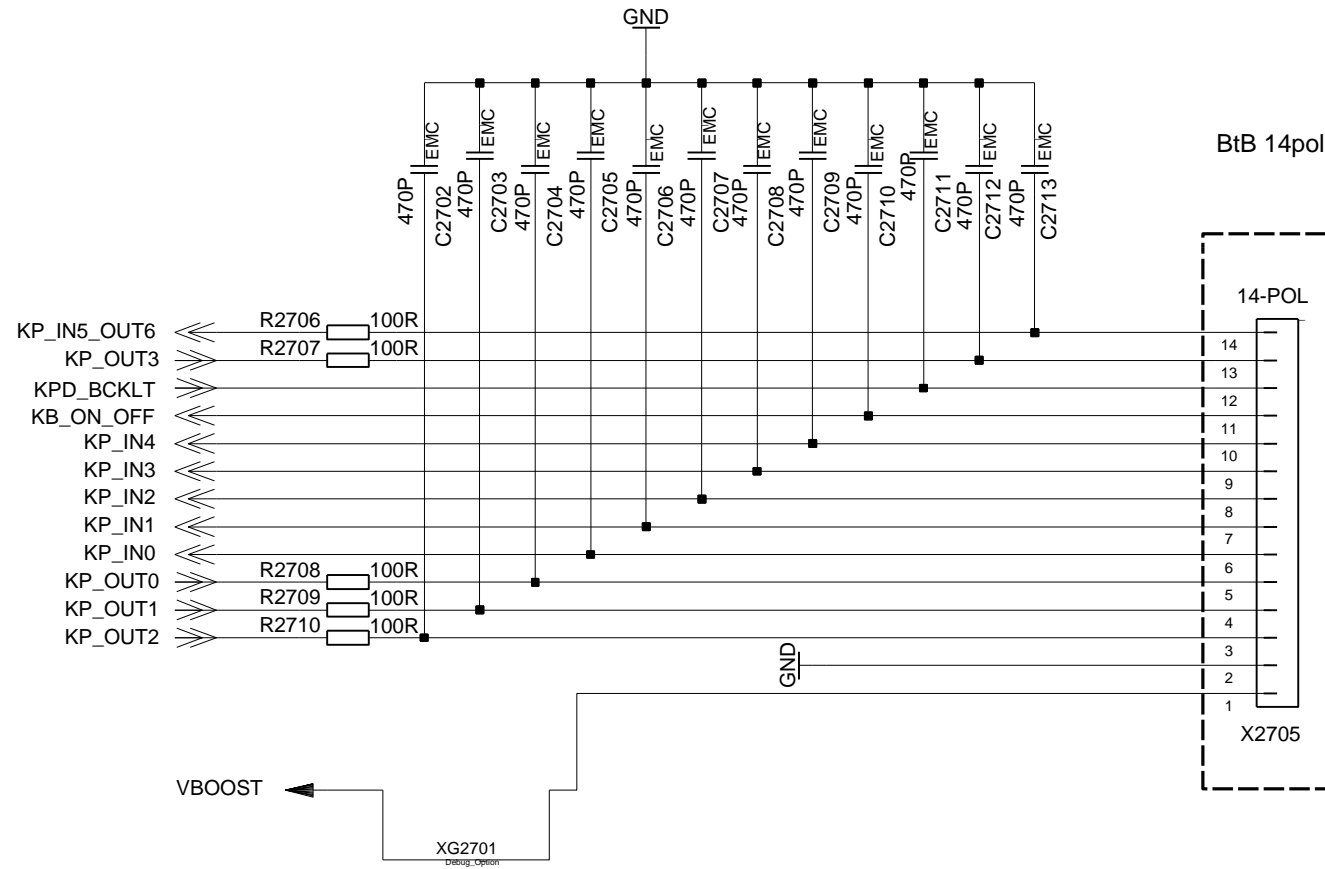 GND
EMC EMC EMC EMC EMC EMC EMC EMC EMC EMC EMC EMC
470P 470P 470P 470P 470P 470P 470P 470P 470P 470P 470P 470P
C2702 C2703 C2704 C2705 C2706 C2707 C2708 C2709 C2710 C2711 C2712 C2713
BtB 14pol
14-POL
KP_IN5_OUT6 R2706 100R 14
KP_OUT3 R2707 100R 13
KPD_BCKLT 12
KB_ON_OFF 11
KP_IN4 10
KP_IN3 9
KP_IN2 8
KP_IN1 7
KP_IN0 6
KP_OUT0 R2708 100R 5
KP_OUT1 R2709 100R 4
KP_OUT2 R2710 100R 3
GND 2
1
X2705
VBOOST
XG2701
Debug_Option